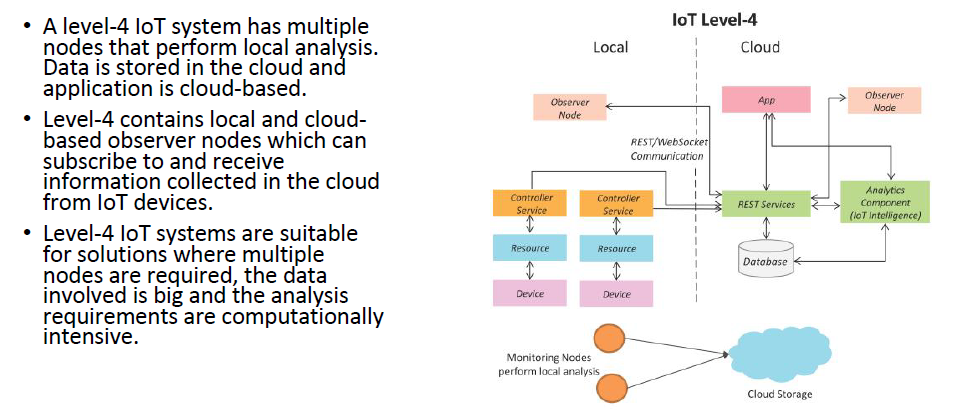 • A level-4 IoT system has multiple
nodes that perform local analysis.
Data is stored in the cloud and
application is cloud-based.
• Level-4 contains local and cloud-
based observer nodes which can
subscribe to and receive
information collected in the cloud
from IoT devices.
• Level-4 IoT systems are suitable
for solutions where multiple
nodes are required, the data
involved is big and the analysis
requirements are computationally
intensive.
IoT Level-4
Local
Cloud
Observer
Node
App
Observer
Node
REST/WebSocket
Communication
Controller
Service
Controller
Service
REST Services
Analytics
Component
(IoT Intelligence)
Resource
Resource
Database
Device
Device
Monitoring Nodes
perform local analysis
Cloud Storage